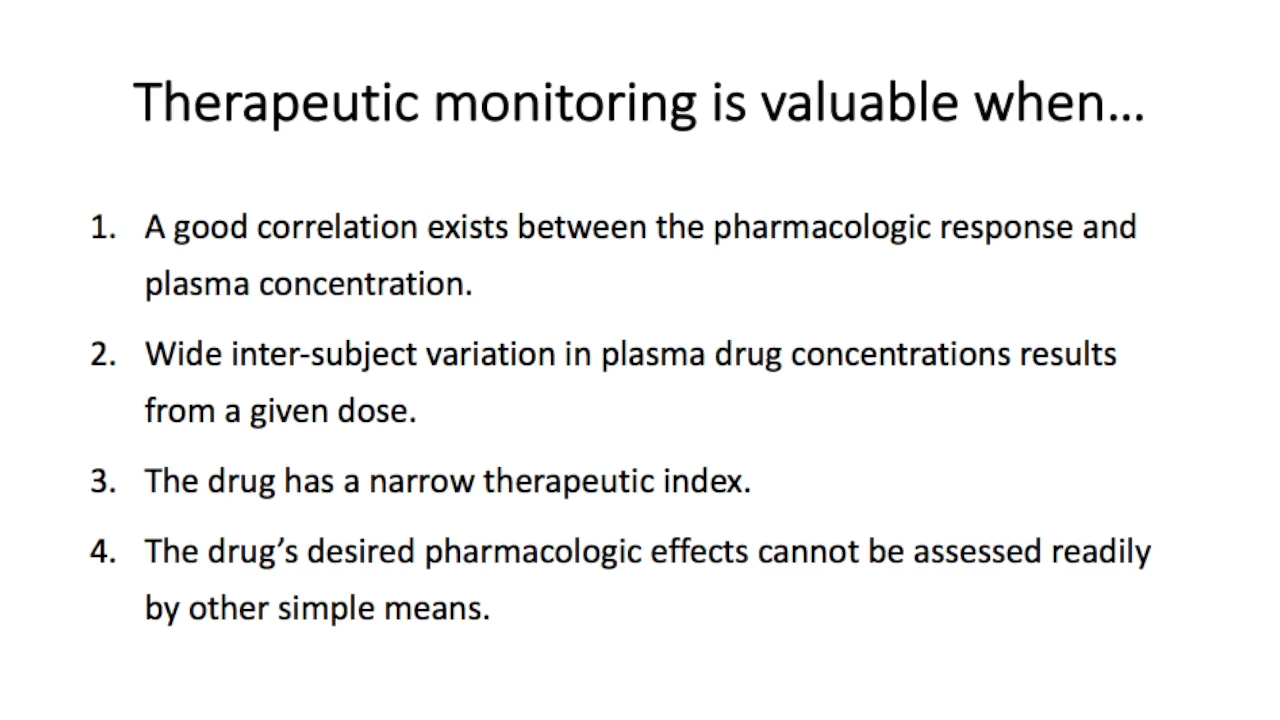 Therapeutic monitoring is valuable when...
1. A good correlation exists between the pharmacologic response and
plasma concentration.
2. Wide inter-subject variation in plasma drug concentrations results
from a given dose.
3. The drug has a narrow therapeutic index.
4. The drug’s desired pharmacologic effects cannot be assessed readily
by other simple means.